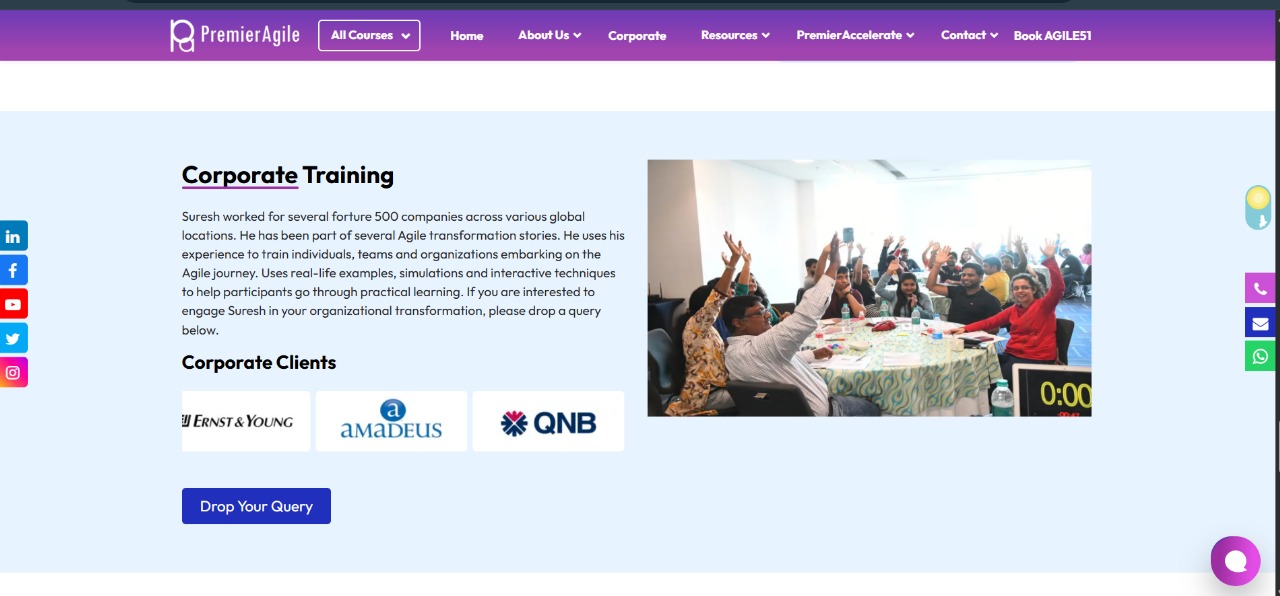 PremierAgile
All Courses
Home
About Us
Corporate
Resources
PremierAccelerate
Contact
Book AGILE51
Corporate Training
Suresh worked for several forture 500 companies across various global
locations. He has been part of several Agile transformation stories. He uses his
experience to train individuals, teams and organizations embarking on the
Agile journey. Uses real-life examples, simulations and interactive techniques
to help participants go through practical learning. If you are interested to
engage Suresh in your organizational transformation, please drop a query
below.
Corporate Clients
ERNST & YOUNG
a
amadeus
QNB
0:00
Drop Your Query